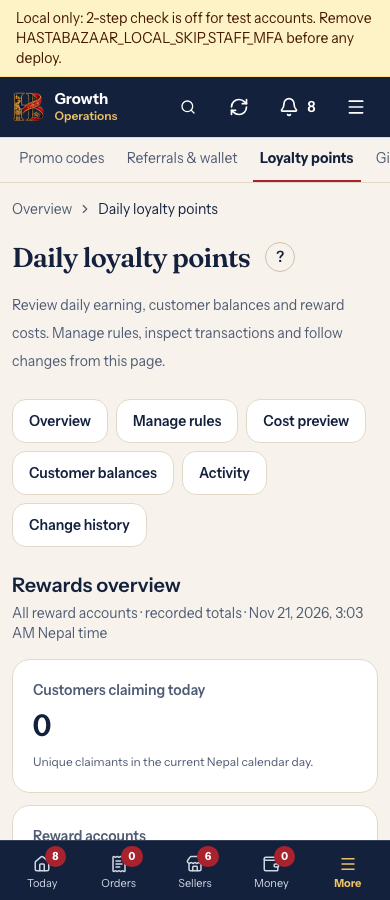 Local only: 2-step check is off for test accounts. Remove
HASTABAZAAR_LOCAL_SKIP_STAFF_MFA before any
deploy.
Growth
Operations
8
Promo codes
Referrals & wallet
Loyalty points
Gi
Overview > Daily loyalty points
Daily loyalty points
?
Review daily earning, customer balances and reward
costs. Manage rules, inspect transactions and follow
changes from this page.
Overview
Manage rules
Cost preview
Customer balances
Activity
Change history
Rewards overview
All reward accounts · recorded totals · Nov 21, 2026, 3:03
AM Nepal time
Customers claiming today
0
Unique claimants in the current Nepal calendar day.
Reward accounts
8
0
6
0
Today
Orders
Sellers
Money
More